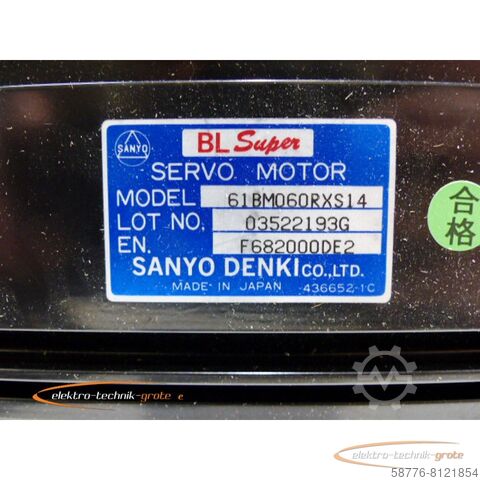 SANYO
BL Super
SERVO MOTOR
MODEL 61BM060RXS14
LOT NO. 03522193G
EN. F682000DE2
SANYO DENKI CO.,LTD.
MADE IN JAPAN 436652-1C
合格
elektro-technik-grote e
elektro-technik-grote.de
58776-8121854